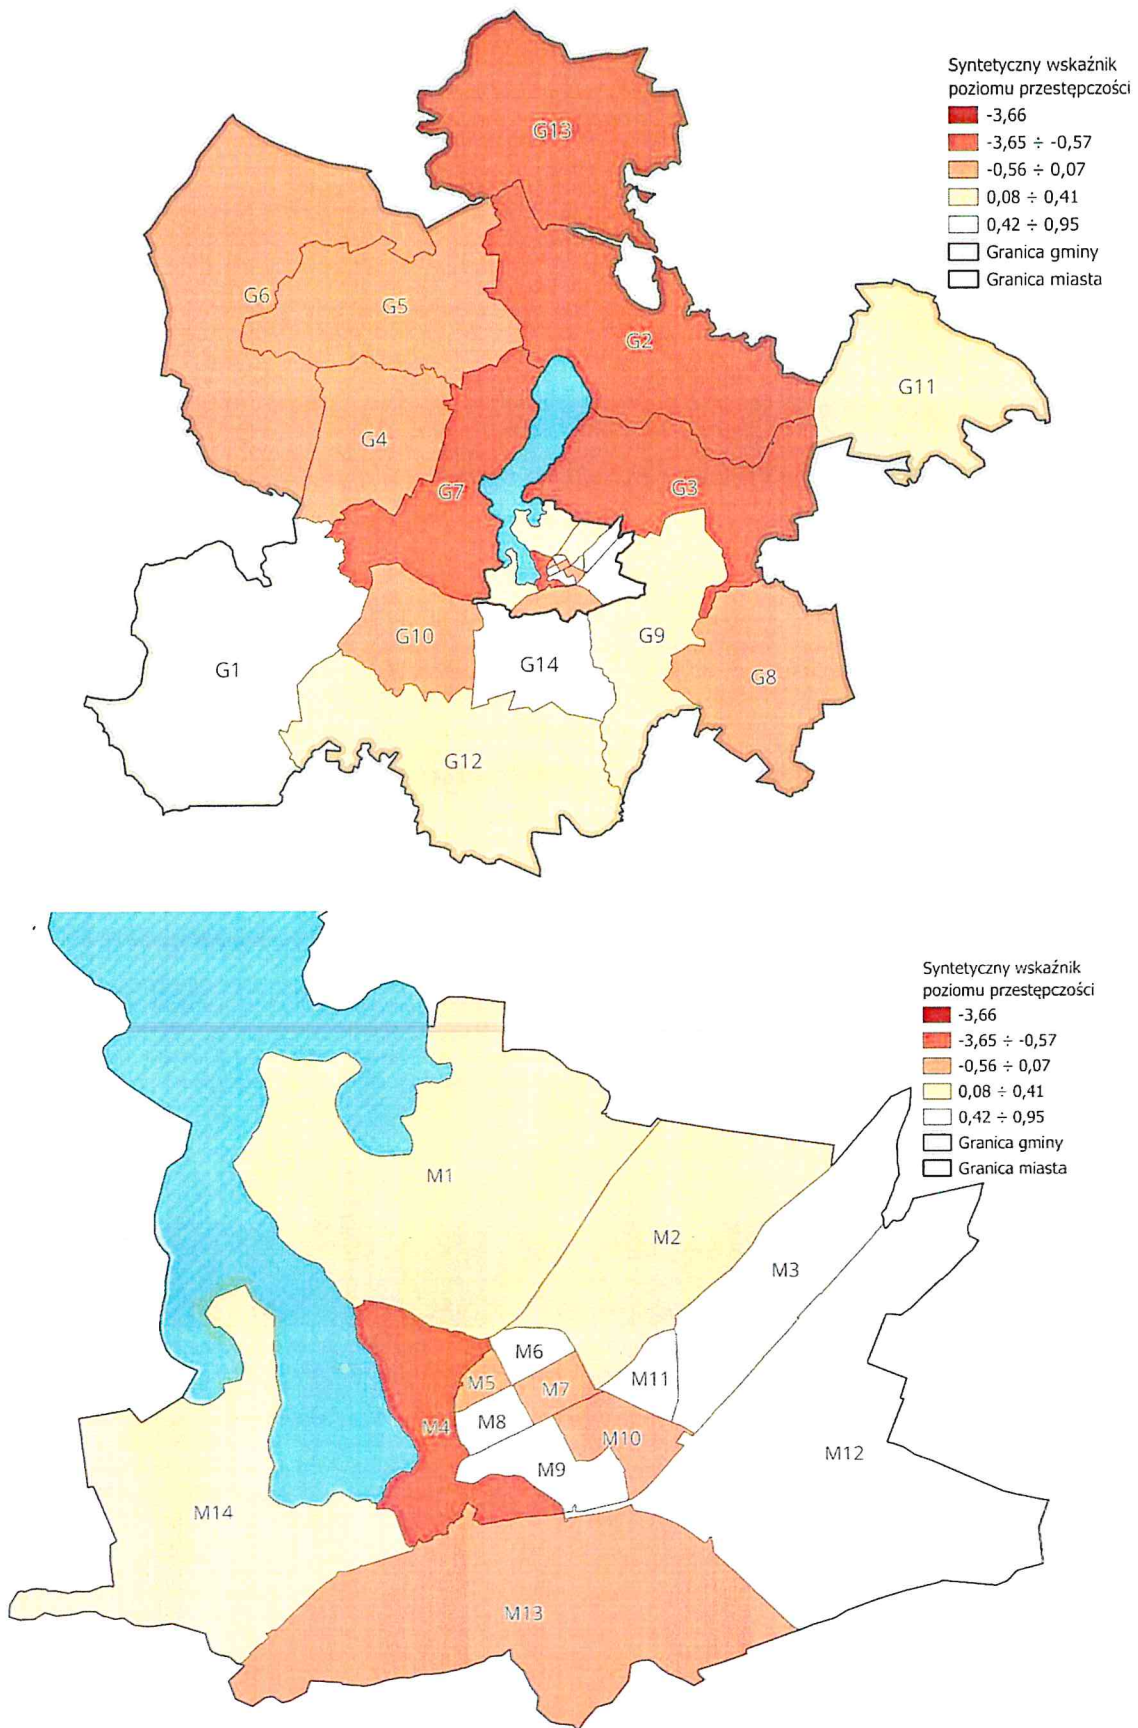 Syntetyczny wskaźnik
poziomu przestępczości
-3,66
-3,65 ÷ -0,57
-0,56 ÷ 0,07
0,08 ÷ 0,41
0,42 ÷ 0,95
Granica gminy
Granica miasta
G13
G6
G5
G2
G11
G4
G7
G3
G10
G9
G14
G1
G8
G12
Syntetyczny wskaźnik
poziomu przestępczości
-3,66
-3,65 ÷ -0,57
-0,56 ÷ 0,07
0,08 ÷ 0,41
0,42 ÷ 0,95
Granica gminy
Granica miasta
M1
M2
M3
M6
M5
M7
M11
M4
M8
M10
M9
M12
M14
M13